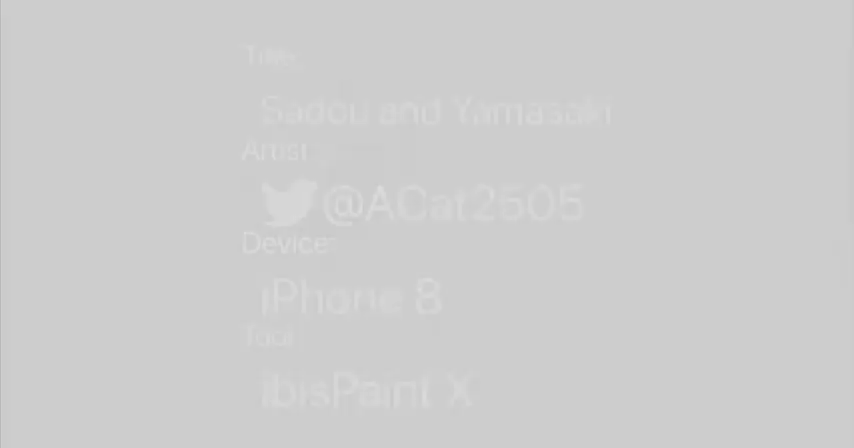 Title:
Sadou and Yamasaki
Artist:
@ACat2505
Device:
iPhone 8
Tool:
ibisPaint X